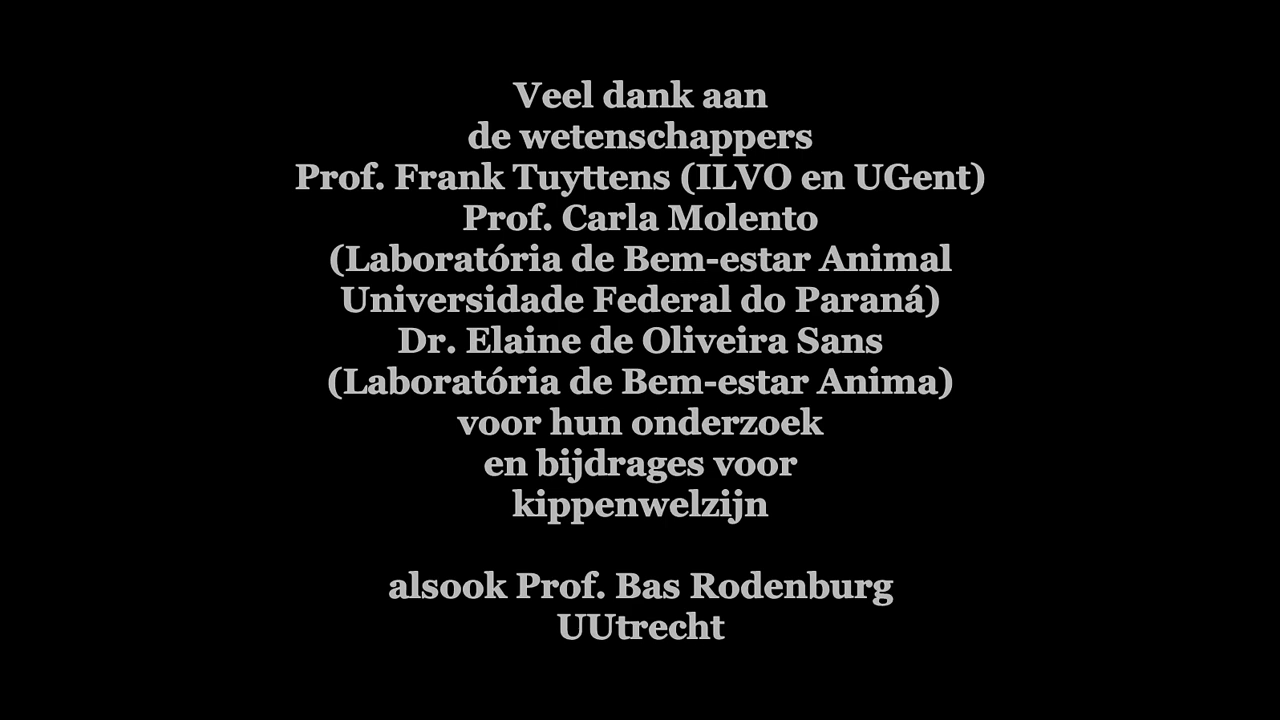 Veel dank aan
de wetenschappers
Prof. Frank Tuyttens (ILVO en UGent)
Prof. Carla Molento
(Laboratória de Bem-estar Animal
Universidade Federal do Paraná)
Dr. Elaine de Oliveira Sans
(Laboratória de Bem-estar Anima)
voor hun onderzoek
en bijdrages voor
kippenwelzijn
alsook Prof. Bas Rodenburg
UUtrecht